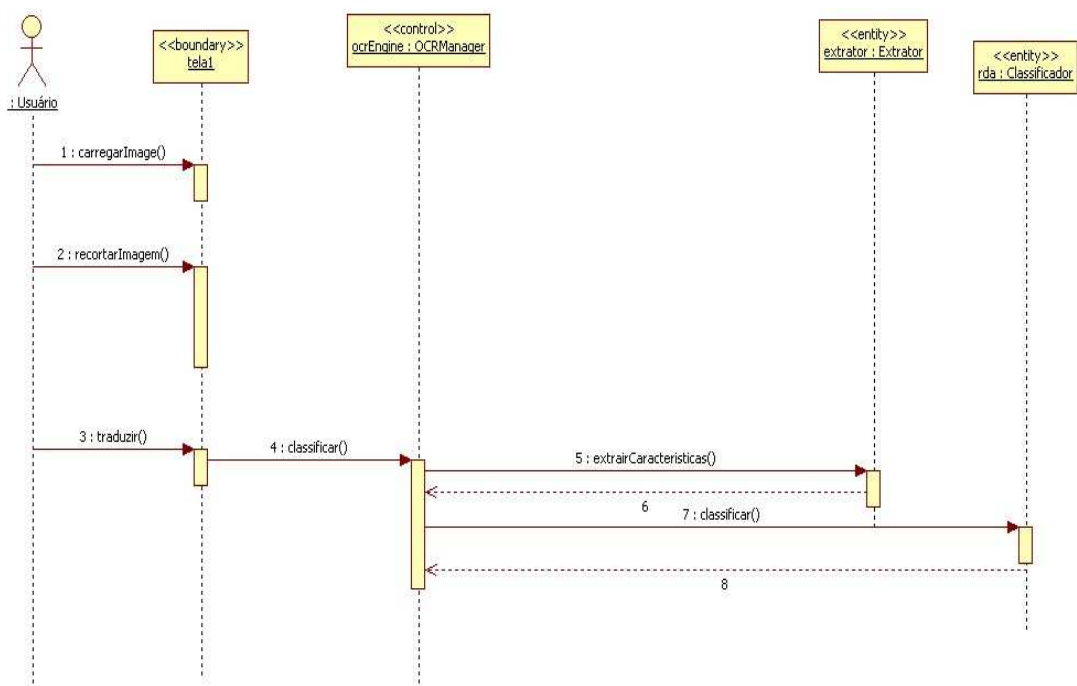 <<boundary>>
tela1
<<control>>
ocrEngine : OCRManager
<<entity>>
extrator : Extrator
<<entity>>
rda : Classificador
: Usuário
1 : carregarImage()
2 : recortarImagem()
3 : traduzir()
4 : classificar()
5 : extrairCaracteristicas()
6
7 : classificar()
8